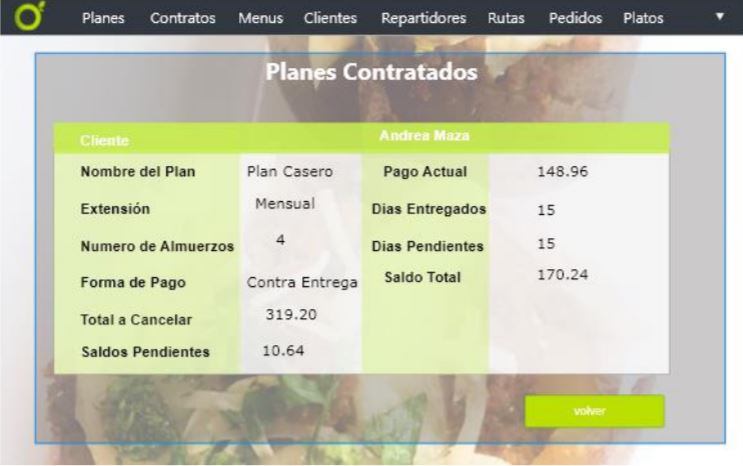 Planes Contratos Menus Clientes Repartidores Rutas Pedidos Platos
Planes Contratados
Cliente Andrea Maza
Nombre del Plan Plan Casero Pago Actual 148.96
Extensión Mensual Dias Entregados 15
Numero de Almuerzos 4 Dias Pendientes 15
Forma de Pago Contra Entrega Saldo Total 170.24
Total a Cancelar 319.20
Saldos Pendientes 10.64
volver